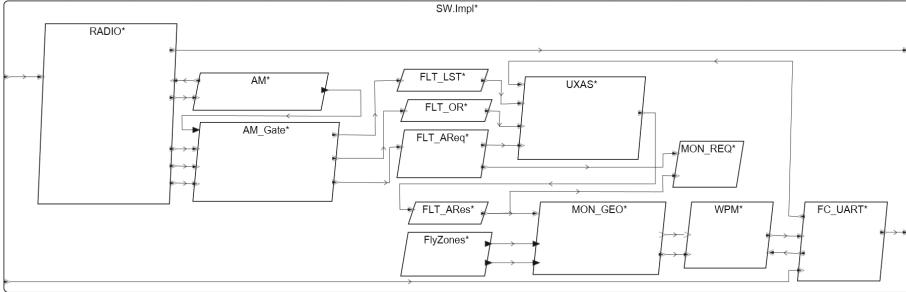 SW.Impl*
RADIO*
AM*
AM_Gate*
FLT_LST*
FLT_OR*
FLT_AReq*
UXAS*
MON_REQ*
FLT_ARes*
FlyZones*
MON_GEO*
WPM*
FC_UART*